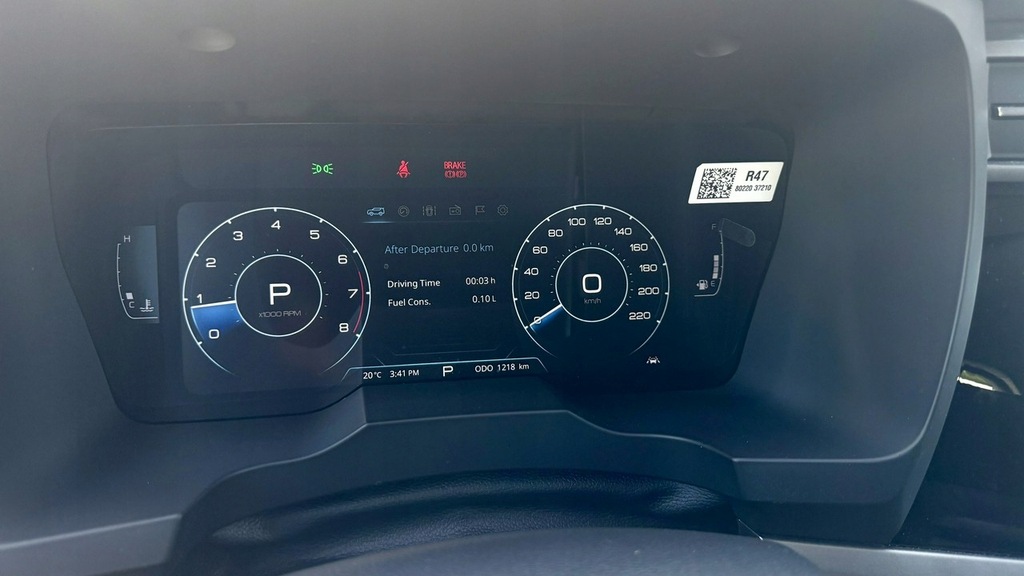 BRAKE
R47
80220 37210
H
C
1
2
3
4
5
6
7
8
0
P
x1000 RPM
After Departure 0.0 km
Driving Time 00:03 h
Fuel Cons. 0.10 L
0
20
40
60
80
100
120
140
160
180
200
220
0
km/h
F
E
20°C 3:41 PM P ODO 1218 km